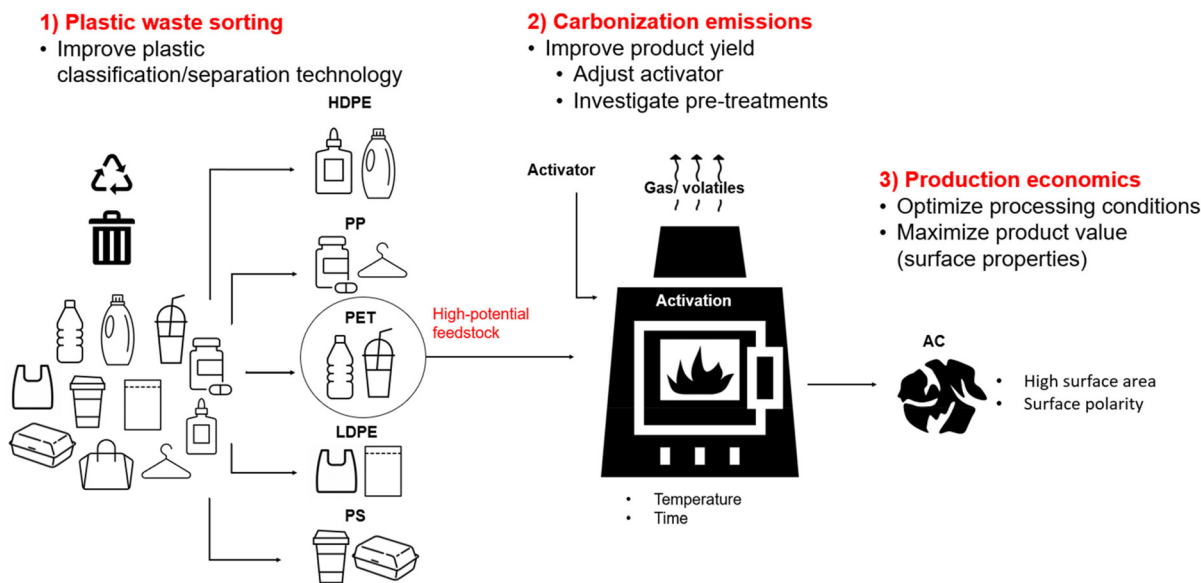 1) Plastic waste sorting
• Improve plastic
classification/separation technology
HDPE
PP
PET
LDPE
PS
High-potential
feedstock
2) Carbonization emissions
• Improve product yield
• Adjust activator
• Investigate pre-treatments
Activator
Gas/ volatiles
Activation
• Temperature
• Time
3) Production economics
• Optimize processing conditions
• Maximize product value
(surface properties)
AC
• High surface area
• Surface polarity